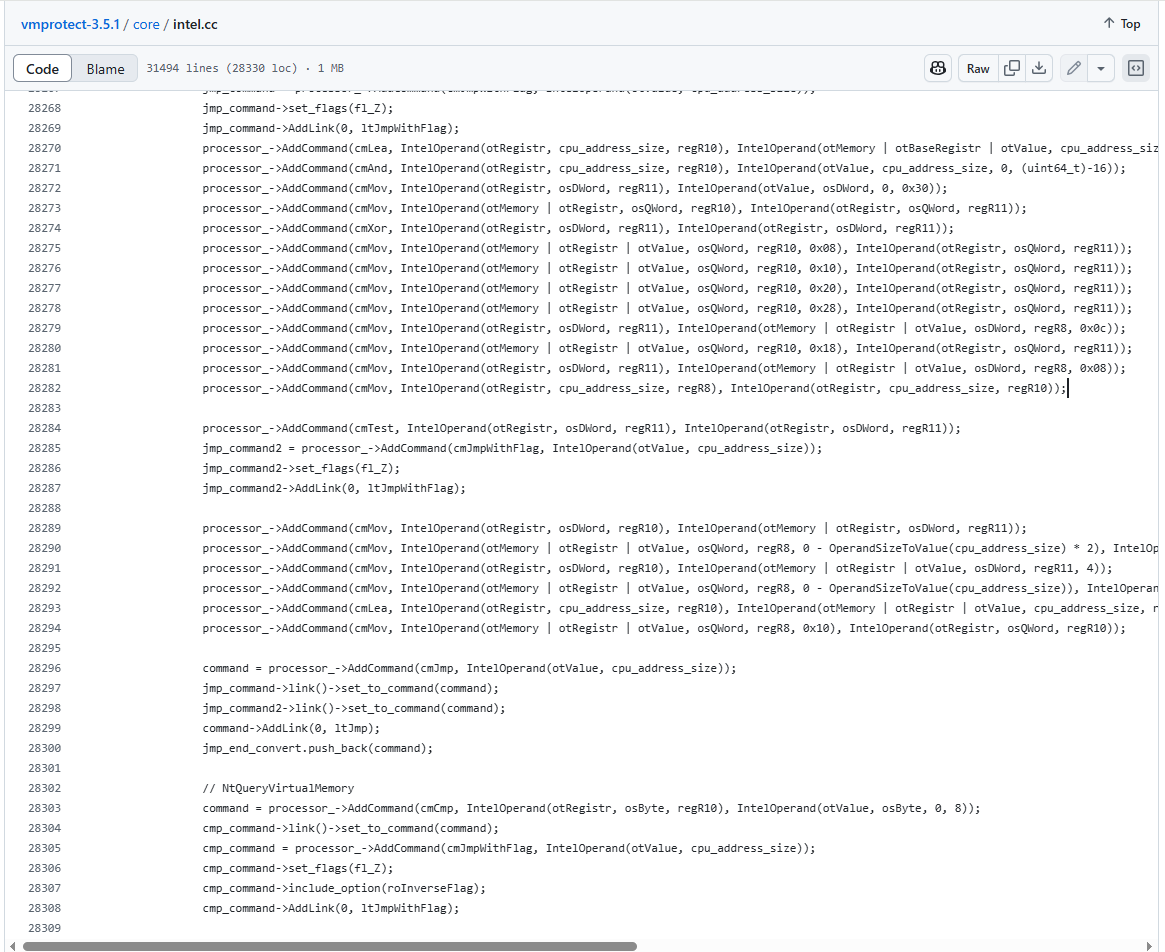 vmprotect-3.5.1 / core / intel.cc
Top
Code Blame 31494 lines (28330 loc) · 1 MB Raw
28268 jmp_command->set_flags(fl_Z);
28269 jmp_command->AddLink(0, ltJmpWithFlag);
28270 processor_->AddCommand(cmLea, IntelOperand(otRegistr, cpu_address_size, regR10), IntelOperand(otMemory | otBaseRegistr | otValue, cpu_address_siz
28271 processor_->AddCommand(cmAnd, IntelOperand(otRegistr, cpu_address_size, regR10), IntelOperand(otValue, cpu_address_size, 0, (uint64_t)-16));
28272 processor_->AddCommand(cmMov, IntelOperand(otRegistr, osDWord, regR11), IntelOperand(otValue, osDWord, 0, 0x30));
28273 processor_->AddCommand(cmMov, IntelOperand(otMemory | otRegistr, osQWord, regR10), IntelOperand(otRegistr, osQWord, regR11));
28274 processor_->AddCommand(cmXor, IntelOperand(otRegistr, osDWord, regR11), IntelOperand(otRegistr, osDWord, regR11));
28275 processor_->AddCommand(cmMov, IntelOperand(otMemory | otRegistr | otValue, osQWord, regR10, 0x08), IntelOperand(otRegistr, osQWord, regR11));
28276 processor_->AddCommand(cmMov, IntelOperand(otMemory | otRegistr | otValue, osQWord, regR10, 0x10), IntelOperand(otRegistr, osQWord, regR11));
28277 processor_->AddCommand(cmMov, IntelOperand(otMemory | otRegistr | otValue, osQWord, regR10, 0x20), IntelOperand(otRegistr, osQWord, regR11));
28278 processor_->AddCommand(cmMov, IntelOperand(otMemory | otRegistr | otValue, osQWord, regR10, 0x28), IntelOperand(otRegistr, osQWord, regR11));
28279 processor_->AddCommand(cmMov, IntelOperand(otRegistr, osDWord, regR11), IntelOperand(otMemory | otRegistr | otValue, osDWord, regR8, 0x0c));
28280 processor_->AddCommand(cmMov, IntelOperand(otMemory | otRegistr | otValue, osQWord, regR10, 0x18), IntelOperand(otRegistr, osQWord, regR11));
28281 processor_->AddCommand(cmMov, IntelOperand(otRegistr, osDWord, regR11), IntelOperand(otMemory | otRegistr | otValue, osDWord, regR8, 0x08));
28282 processor_->AddCommand(cmMov, IntelOperand(otRegistr, cpu_address_size, regR8), IntelOperand(otRegistr, cpu_address_size, regR10));
28283
28284 processor_->AddCommand(cmTest, IntelOperand(otRegistr, osDWord, regR11), IntelOperand(otRegistr, osDWord, regR11));
28285 jmp_command2 = processor_->AddCommand(cmJmpWithFlag, IntelOperand(otValue, cpu_address_size));
28286 jmp_command2->set_flags(fl_Z);
28287 jmp_command2->AddLink(0, ltJmpWithFlag);
28288
28289 processor_->AddCommand(cmMov, IntelOperand(otRegistr, osDWord, regR10), IntelOperand(otMemory | otRegistr, osDWord, regR11));
28290 processor_->AddCommand(cmMov, IntelOperand(otMemory | otRegistr | otValue, osQWord, regR8, 0 - OperandSizeToValue(cpu_address_size) * 2), IntelOp
28291 processor_->AddCommand(cmMov, IntelOperand(otRegistr, osDWord, regR10), IntelOperand(otMemory | otRegistr | otValue, osDWord, regR11, 4));
28292 processor_->AddCommand(cmMov, IntelOperand(otMemory | otRegistr | otValue, osQWord, regR8, 0 - OperandSizeToValue(cpu_address_size)), IntelOperan
28293 processor_->AddCommand(cmLea, IntelOperand(otRegistr, cpu_address_size, regR10), IntelOperand(otMemory | otRegistr | otValue, cpu_address_size, r
28294 processor_->AddCommand(cmMov, IntelOperand(otMemory | otRegistr | otValue, osQWord, regR8, 0x10), IntelOperand(otRegistr, osQWord, regR10));
28295
28296 command = processor_->AddCommand(cmJmp, IntelOperand(otValue, cpu_address_size));
28297 jmp_command->link()->set_to_command(command);
28298 jmp_command2->link()->set_to_command(command);
28299 command->AddLink(0, ltJmp);
28300 jmp_end_convert.push_back(command);
28301
28302 // NtQueryVirtualMemory
28303 command = processor_->AddCommand(cmCmp, IntelOperand(otRegistr, osByte, regR10), IntelOperand(otValue, osByte, 0, 8));
28304 cmp_command->link()->set_to_command(command);
28305 cmp_command = processor_->AddCommand(cmJmpWithFlag, IntelOperand(otValue, cpu_address_size));
28306 cmp_command->set_flags(fl_Z);
28307 cmp_command->include_option(roInverseFlag);
28308 cmp_command->AddLink(0, ltJmpWithFlag);
28309